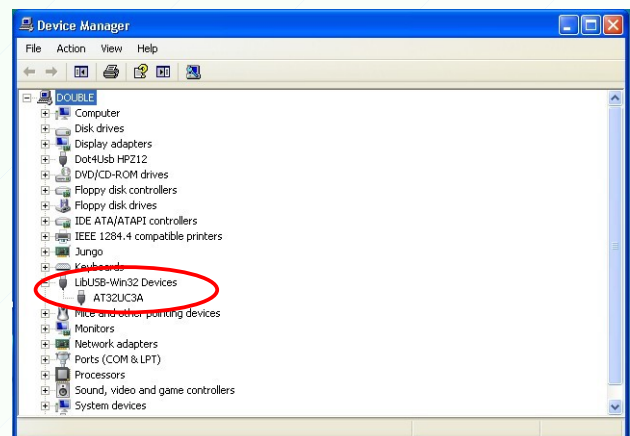 Device Manager
File Action View Help
DOUBLE
Computer
Disk drives
Display adapters
Dot4Usb HPZ12
DVD/CD-ROM drives
Floppy disk controllers
Floppy disk drives
IDE ATA/ATAPI controllers
IEEE 1284.4 compatible printers
Jungo
Keyboards
LibUSB-Win32 Devices
AT32UC3A
Mice and other pointing devices
Monitors
Network adapters
Ports (COM & LPT)
Processors
Sound, video and game controllers
System devices